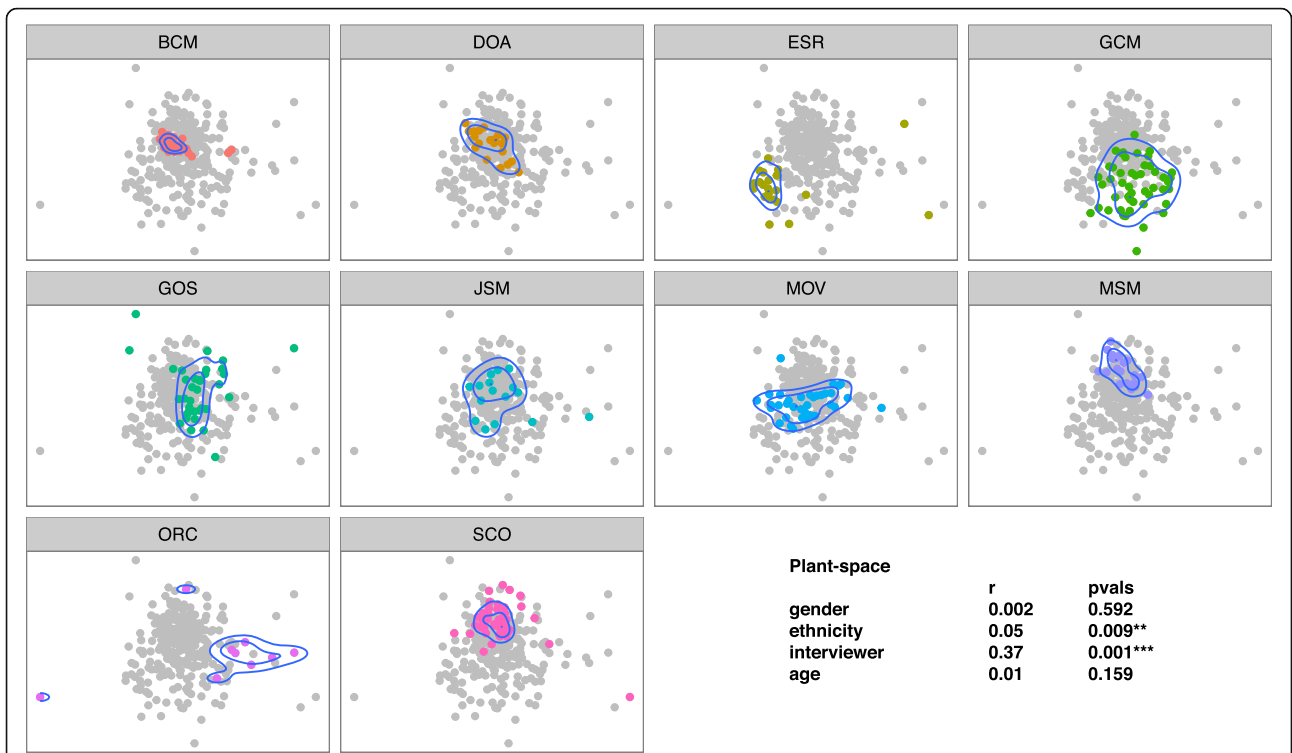 BCM DOA ESR GCM
GOS JSM MOV MSM
ORC SCO
Plant-space
r pvals
gender 0.002 0.592
ethnicity 0.05 0.009**
interviewer 0.37 0.001***
age 0.01 0.159